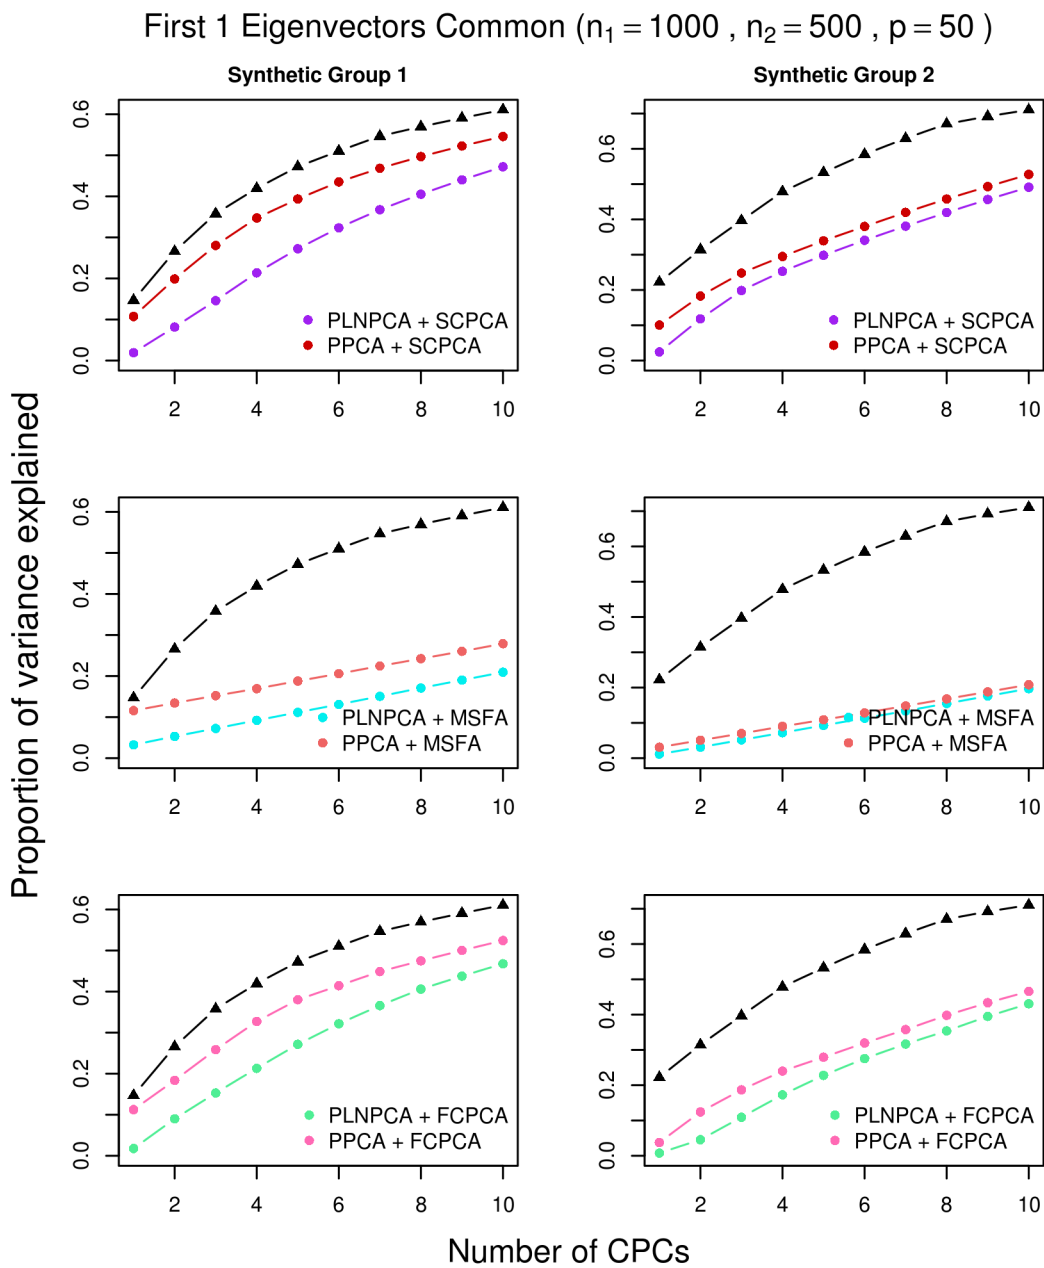 First 1 Eigenvectors Common (n₁ = 1000 , n₂ = 500 , p = 50 )
Synthetic Group 1
Synthetic Group 2
Proportion of variance explained
0.0 0.2 0.4 0.6
PLNPCA + SCPCA
PPCA + SCPCA
2 4 6 8 10
0.0 0.2 0.4 0.6
PLNPCA + SCPCA
PPCA + SCPCA
2 4 6 8 10
0.0 0.2 0.4 0.6
PLNPCA + MSFA
PPCA + MSFA
2 4 6 8 10
0.0 0.2 0.4 0.6
PLNPCA + MSFA
PPCA + MSFA
2 4 6 8 10
0.0 0.2 0.4 0.6
PLNPCA + FCPCA
PPCA + FCPCA
2 4 6 8 10
0.0 0.2 0.4 0.6
PLNPCA + FCPCA
PPCA + FCPCA
2 4 6 8 10
Number of CPCs